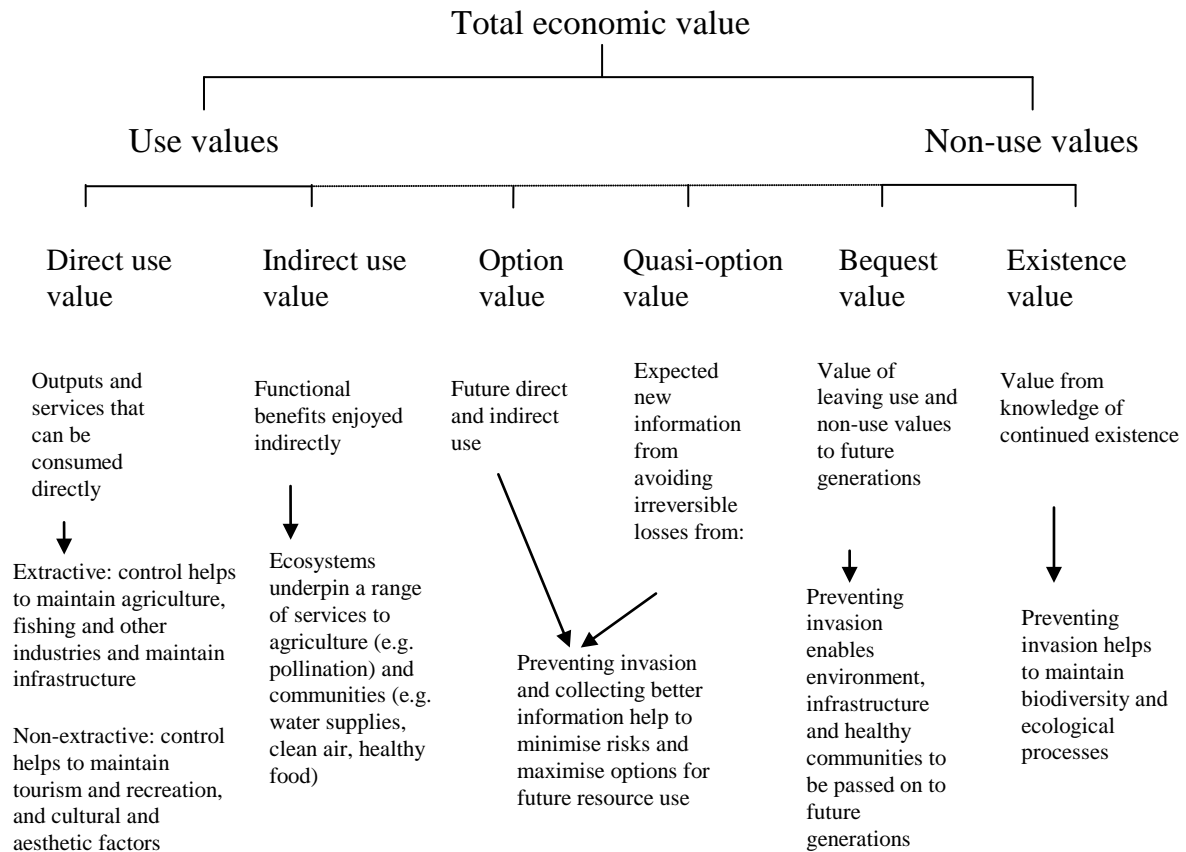 Total economic value
Use values
Non-use values
Direct use
value
Indirect use
value
Option
value
Quasi-option
value
Bequest
value
Existence
value
Outputs and
services that
can be
consumed
directly
Functional
benefits enjoyed
indirectly
Future direct
and indirect
use
Expected
new
information
from
avoiding
irreversible
losses from:
Value of
leaving use and
non-use values
to future
generations
Value from
knowledge of
continued existence
Extractive: control helps
to maintain agriculture,
fishing and other
industries and maintain
infrastructure
Non-extractive: control
helps to maintain
tourism and recreation,
and cultural and
aesthetic factors
Ecosystems
underpin a range
of services to
agriculture (e.g.
pollination) and
communities (e.g.
water supplies,
clean air, healthy
food)
Preventing invasion
and collecting better
information help to
minimise risks and
maximise options for
future resource use
Preventing
invasion
enables
environment,
infrastructure
and healthy
communities to
be passed on to
future
generations
Preventing
invasion helps
to maintain
biodiversity and
ecological
processes